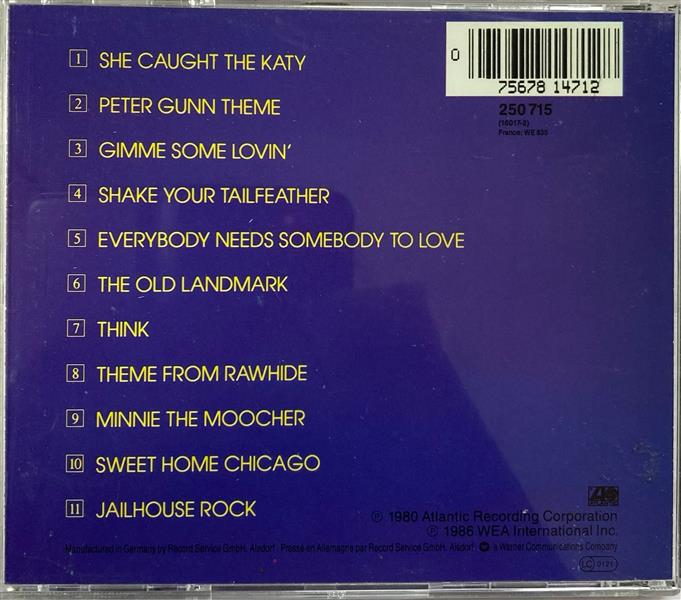 1 SHE CAUGHT THE KATY
2 PETER GUNN THEME
3 GIMME SOME LOVIN'
4 SHAKE YOUR TAILFEATHER
5 EVERYBODY NEEDS SOMEBODY TO LOVE
6 THE OLD LANDMARK
7 THINK
8 THEME FROM RAWHIDE
9 MINNIE THE MOOCHER
10 SWEET HOME CHICAGO
11 JAILHOUSE ROCK
0
75678 14712
250 715
(16017-2)
France: WE 835
℗ 1980 Atlantic Recording Corporation
℗ 1986 WEA International Inc.
Manufactured in Germany by Record Service GmbH, Alsdorf . Pressé en Allemagne par Record Service GmbH, Alsdorf . a Warner Communications Company
LC 0121